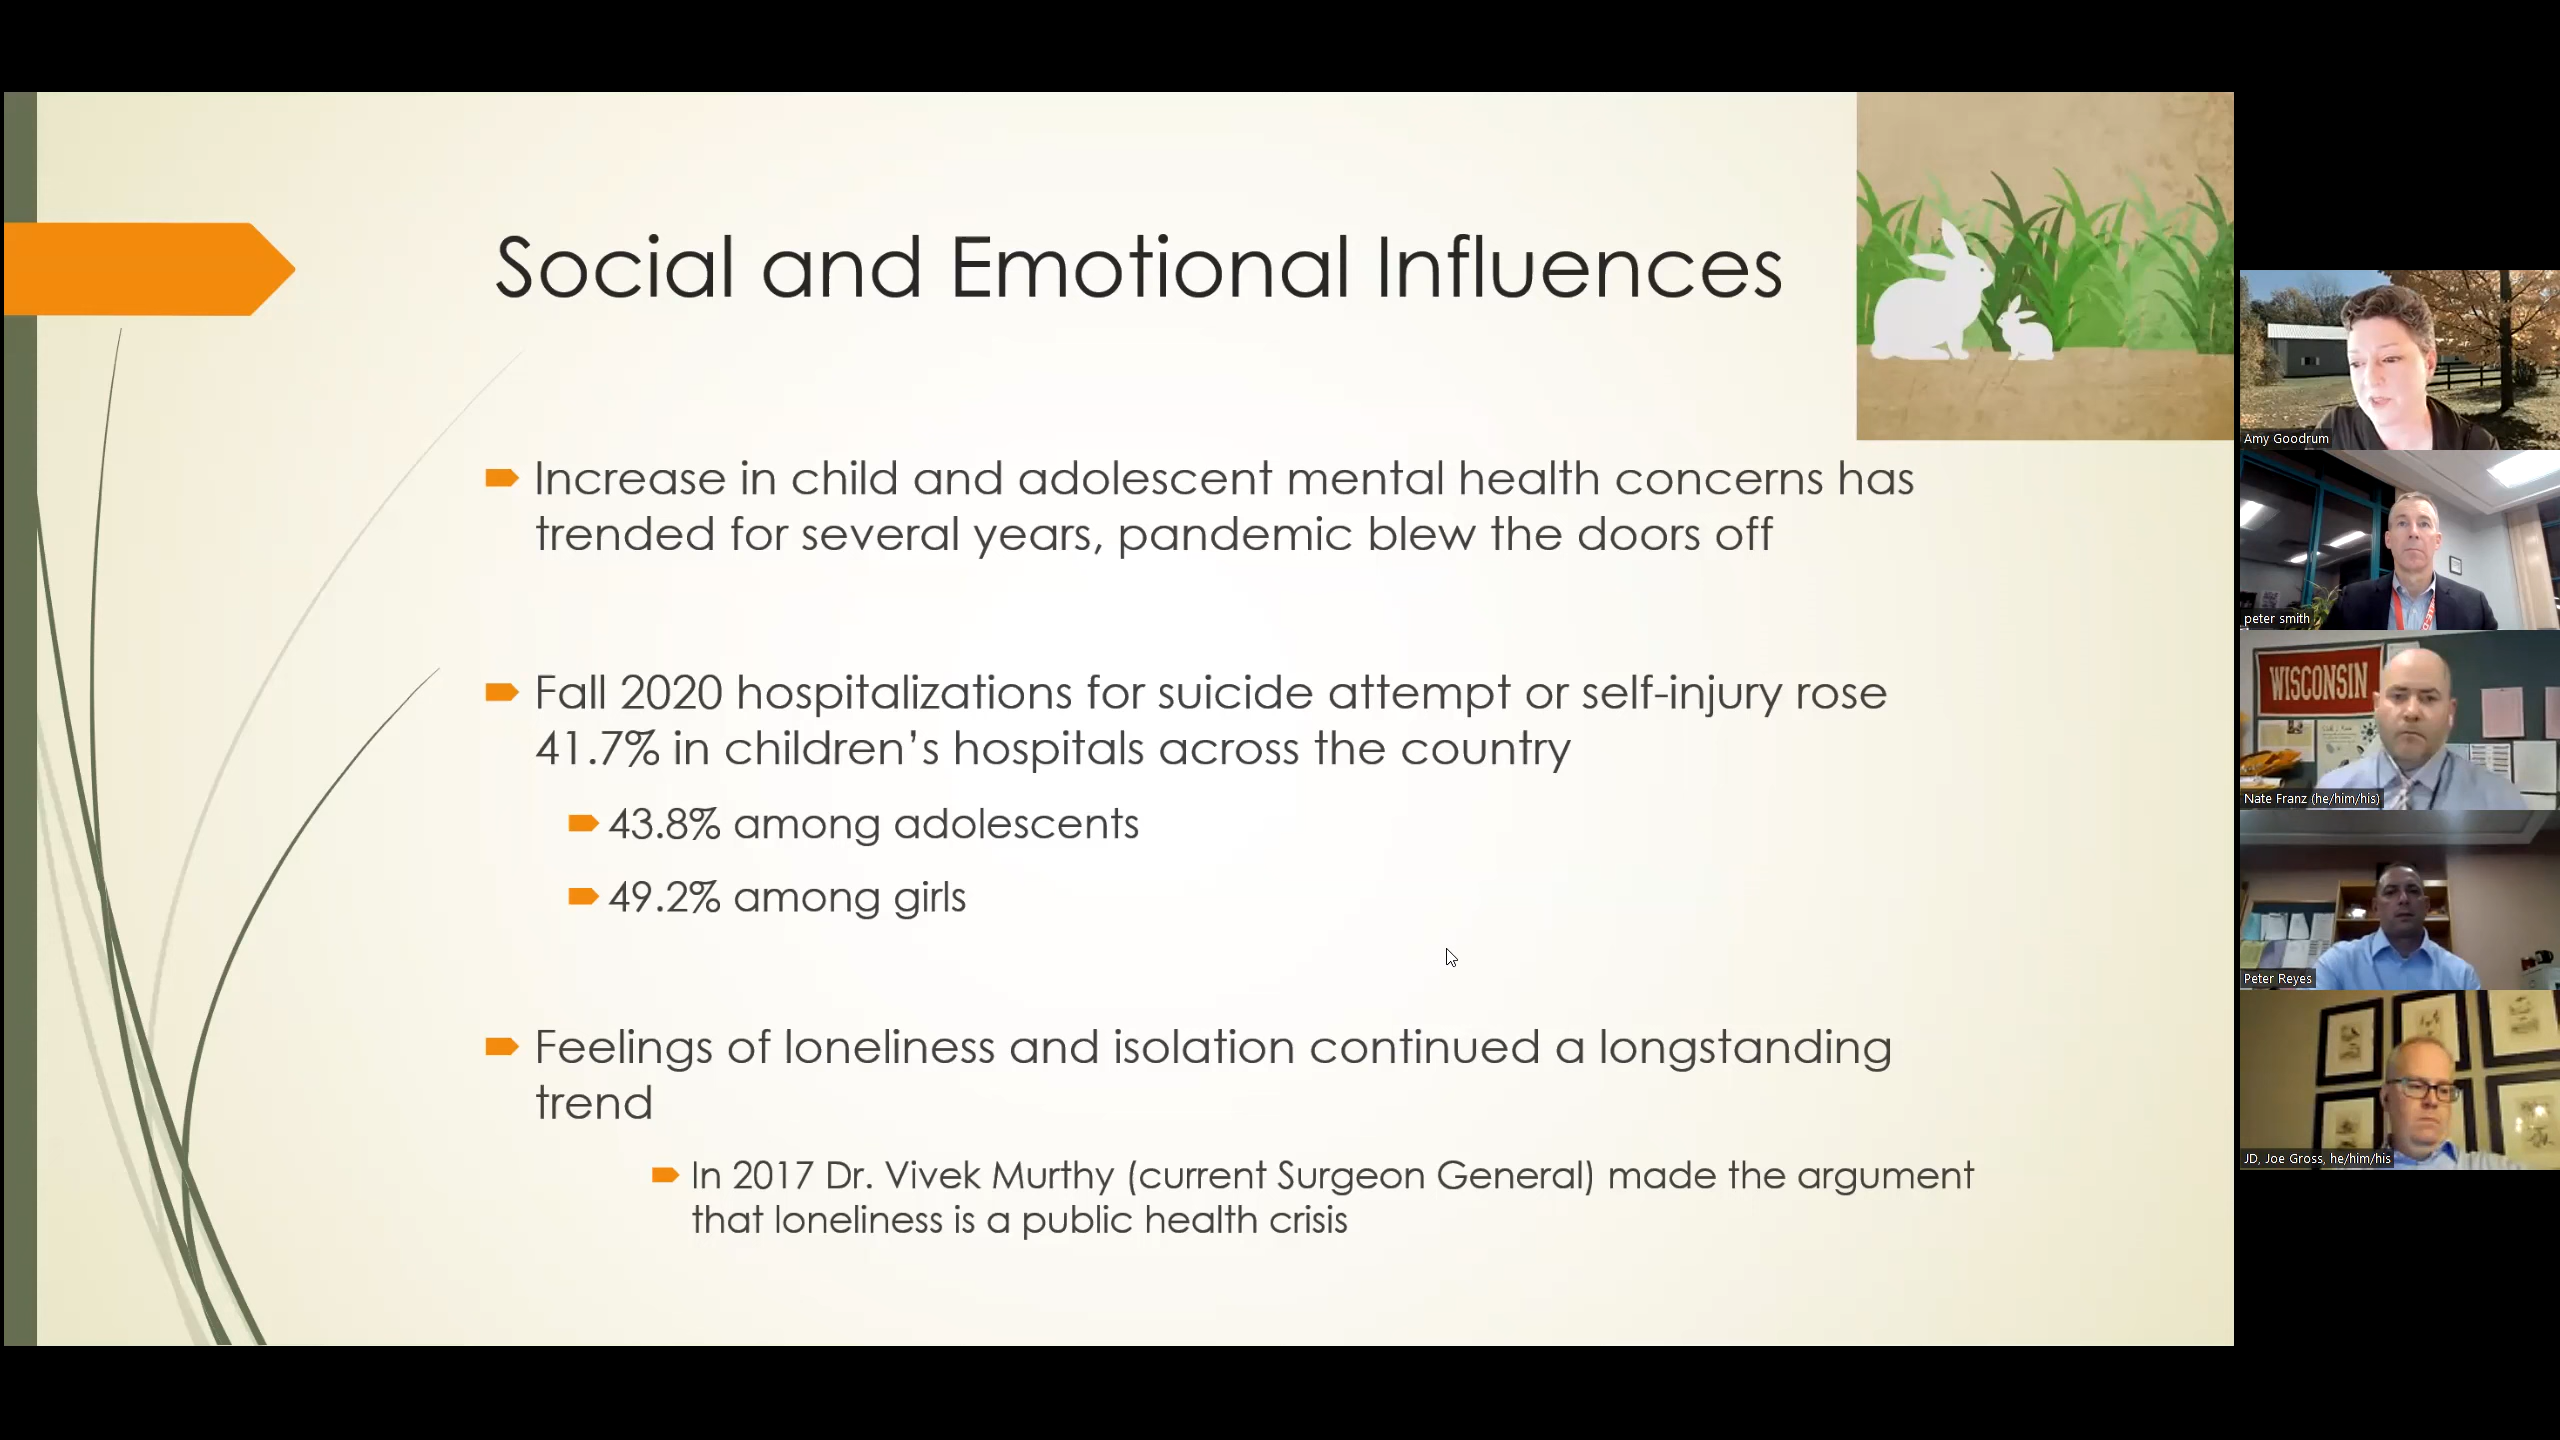 Social and Emotional Influences
Increase in child and adolescent mental health concerns has
trended for several years, pandemic blew the doors off
Fall 2020 hospitalizations for suicide attempt or self-injury rose
41.7% in children’s hospitals across the country
43.8% among adolescents
49.2% among girls
Feelings of loneliness and isolation continued a longstanding
trend
In 2017 Dr. Vivek Murthy (current Surgeon General) made the argument
that loneliness is a public health crisis
Amy Goodrum
peter smith
WISCONSIN
Nate Franz (he/him/his)
Peter Reyes
JD, Joe Gross, he/him/his